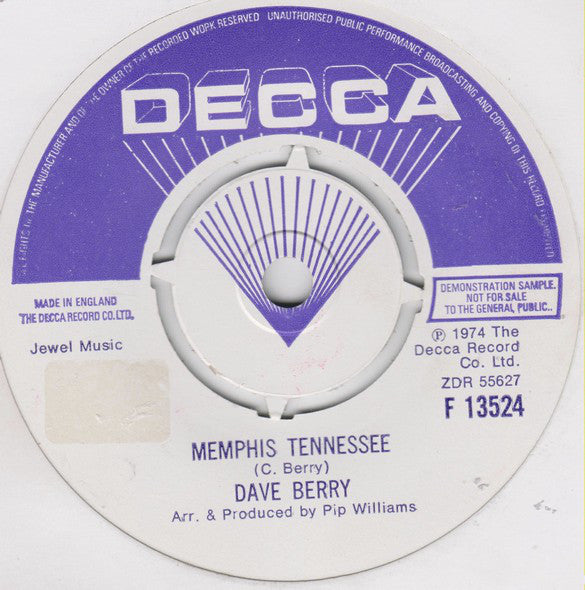 ALL RIGHTS OF THE MANUFACTURER AND OF THE OWNER OF THE RECORDED WORK RESERVED UNAUTHORISED PUBLIC PERFORMANCE BROADCASTING AND COPYING OF THIS RECORD PROHIBITED
DECCA
MADE IN ENGLAND
THE DECCA RECORD CO. LTD.
Jewel Music
DEMONSTRATION SAMPLE.
NOT FOR SALE
TO THE GENERAL PUBLIC..
Ⓟ 1974 The
Decca Record
Co. Ltd.
ZDR 55627
F 13524
MEMPHIS TENNESSEE
(C. Berry)
DAVE BERRY
Arr. & Produced by Pip Williams